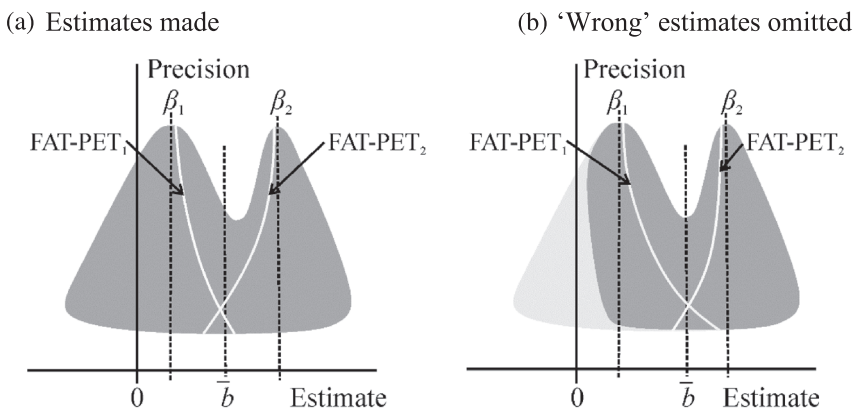 (a) Estimates made
Precision
β₁
β₂
FAT-PET₁
FAT-PET₂
0
b̅
Estimate
(b) ‘Wrong’ estimates omitted
Precision
β₁
β₂
FAT-PET₁
FAT-PET₂
0
b̅
Estimate